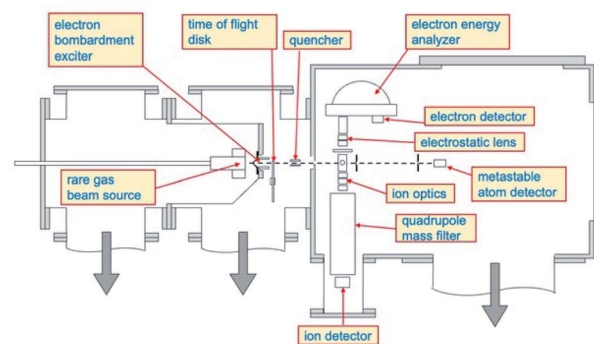 electron
bombardment
exciter
time of flight
disk
quencher
electron energy
analyzer
electron detector
electrostatic lens
rare gas
beam source
ion optics
metastable
atom detector
quadrupole
mass filter
ion detector